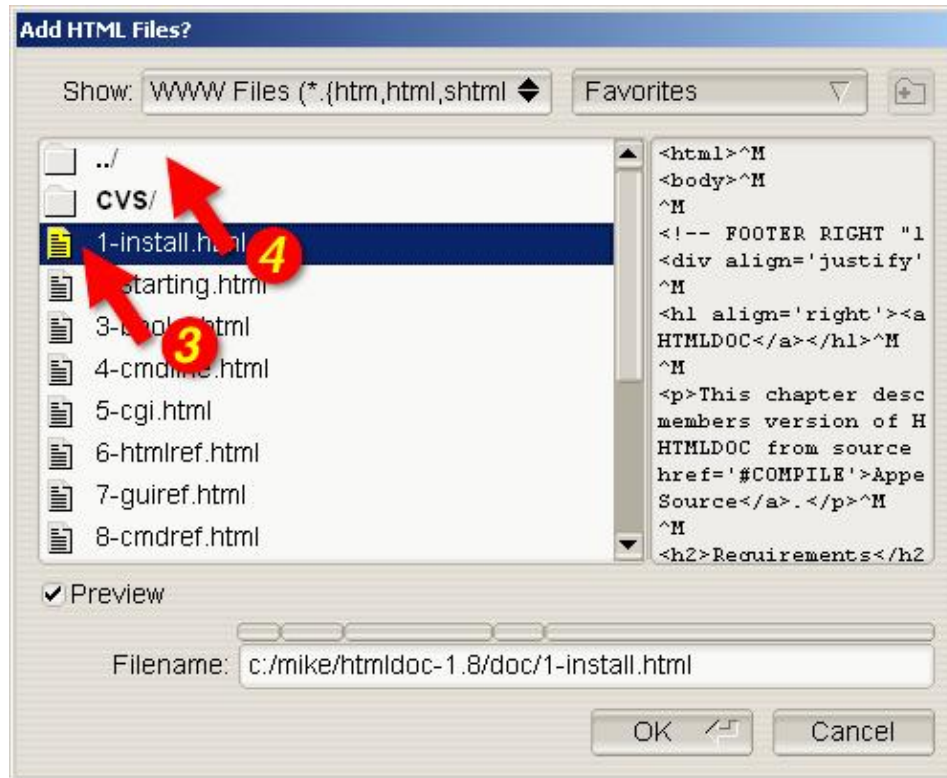 Add HTML Files?
Show: WWW Files (*.{htm,html,shtml Favorites
../
CVS/
1-install.html
4
starting.html
3-books.html
3
4-cmdline.html
5-cgi.html
6-htmlref.html
7-guiref.html
8-cmdref.html
<html>^M
<body>^M
^M
<!-- FOOTER RIGHT "1
<div align='justify'
^M
<h1 align='right'><a
HTMLDOC</a></h1>^M
^M
<p>This chapter desc
members version of H
HTMLDOC from source
href='#COMPILE'>Appe
Source</a>.</p>^M
^M
<h2>Requirements</h2
Preview
Filename: c:/mike/htmldoc-1.8/doc/1-install.html
OK Cancel